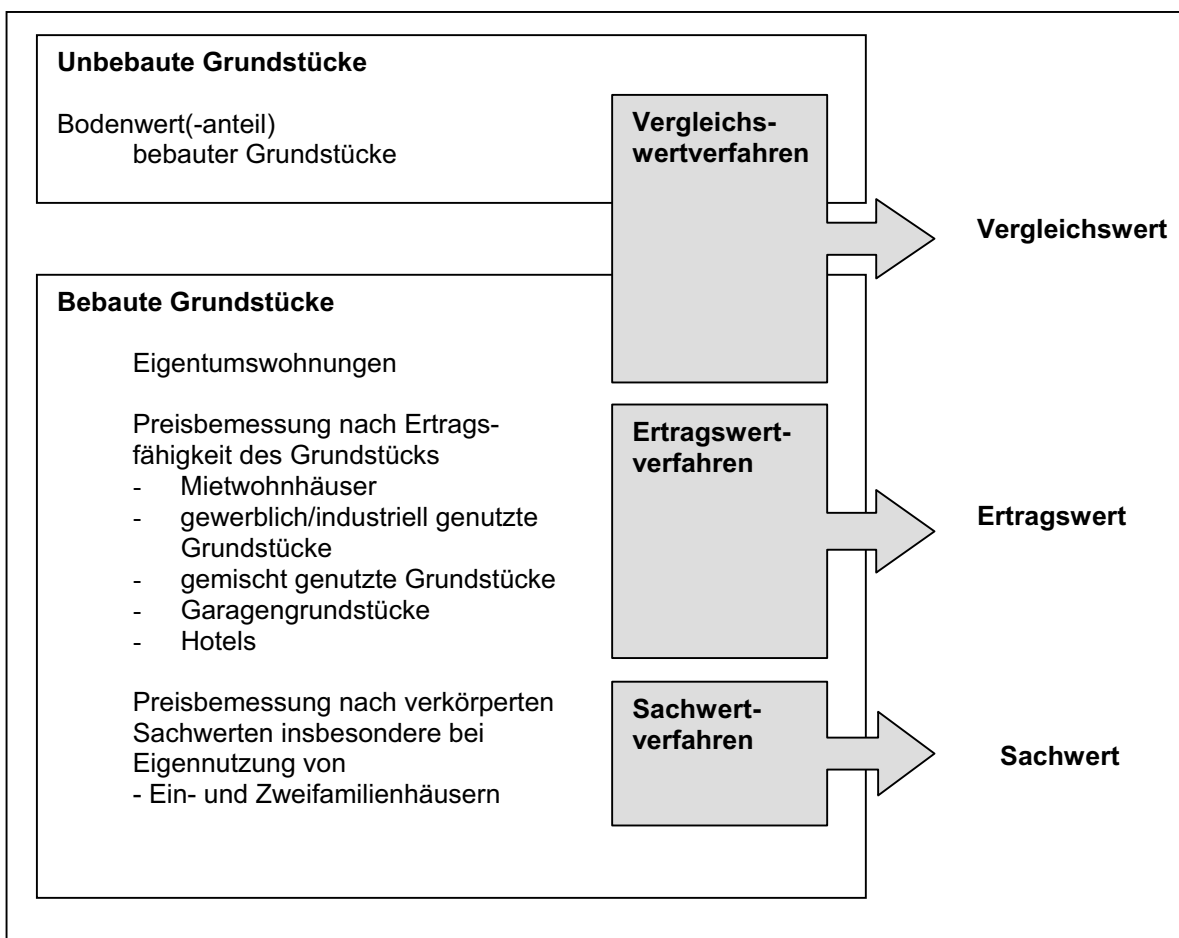 Unbebaute Grundstücke
Bodenwert(-anteil)
bebauter Grundstücke
Vergleichs-
wertverfahren
Vergleichswert
Bebaute Grundstücke
Eigentumswohnungen
Preisbemessung nach Ertrags-
fähigkeit des Grundstücks
- Mietwohnhäuser
- gewerblich/industriell genutzte
Grundstücke
- gemischt genutzte Grundstücke
- Garagengrundstücke
- Hotels
Ertragswert-
verfahren
Ertragswert
Preisbemessung nach verkörperten
Sachwerten insbesondere bei
Eigennutzung von
- Ein- und Zweifamilienhäusern
Sachwert-
verfahren
Sachwert